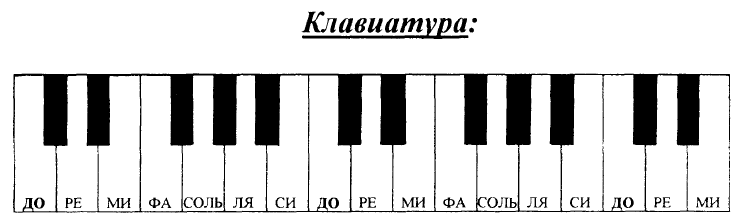 Клавиатура:
ДО РЕ МИ ФА СОЛЬ ЛЯ СИ ДО РЕ МИ ФА СОЛЬ ЛЯ СИ ДО РЕ МИ